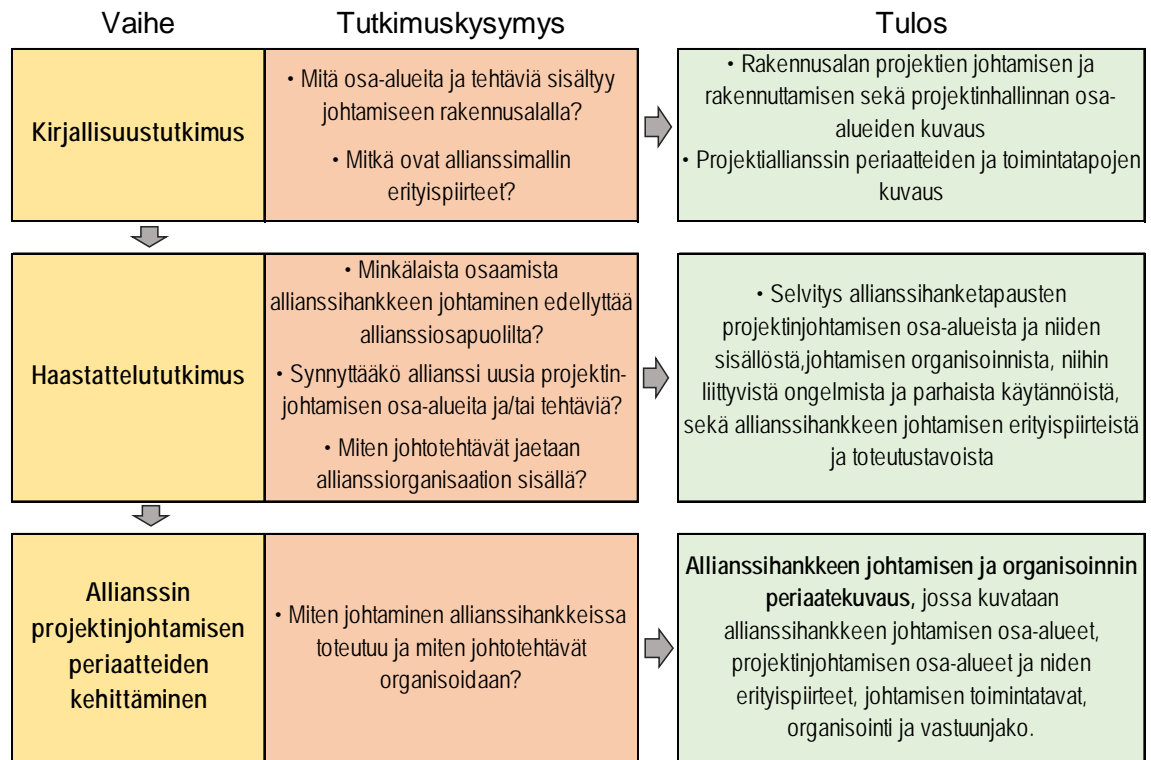 Vaihe
Tutkimuskysymys
Tulos
Kirjallisuustutkimus
• Mitä osa-alueita ja tehtäviä sisältyy
johtamiseen rakennusalalla?
• Mitkä ovat allianssimallin
erityispiirteet?
• Rakennusalan projektien johtamisen ja
rakennuttamisen sekä projektinhallinnan osa-
alueiden kuvaus
• Projektiallianssin periaatteiden ja toimintatapojen
kuvaus
Haastattelututkimus
• Minkälaista osaamista
allianssihankkeen johtaminen edellyttää
allianssiosapuolilta?
• Synnyttääkö allianssi uusia projektin-
johtamisen osa-alueita ja/tai tehtäviä?
• Miten johtotehtävät jaetaan
allianssiorganisaation sisällä?
• Selvitys allianssihanketapausten
projektinjohtamisen osa-alueista ja niiden
sisällöstä,johtamisen organisoinnista, niihin
liittyvistä ongelmista ja parhaista käytännöistä,
sekä allianssihankkeen johtamisen erityispiirteistä
ja toteutustavoista
Allianssin
projektinjohtamisen
periaatteiden
kehittäminen
• Miten johtaminen allianssihankkeissa
toteutuu ja miten johtotehtävät
organisoidaan?
Allianssihankkeen johtamisen ja organisoinnin
periaatekuvaus, jossa kuvataan
allianssihankkeen johtamisen osa-alueet,
projektinjohtamisen osa-alueet ja niden
erityispiirteet, johtamisen toimintatavat,
organisointi ja vastuunjako.